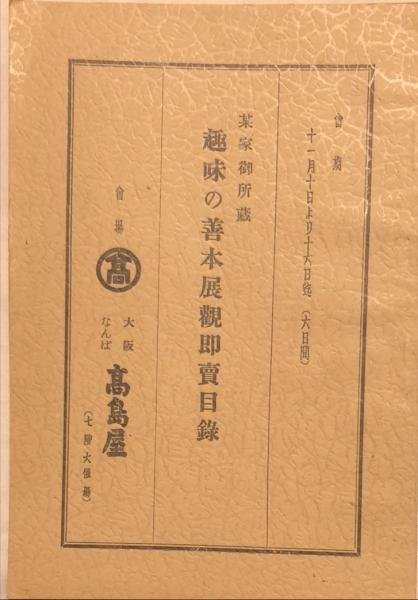 會期
十一月十日より十六日迄（六日間）
某家御所蔵
趣味の善本展觀即賣目錄
會場
髙
大阪
なんば
髙島屋
（七階大催場）